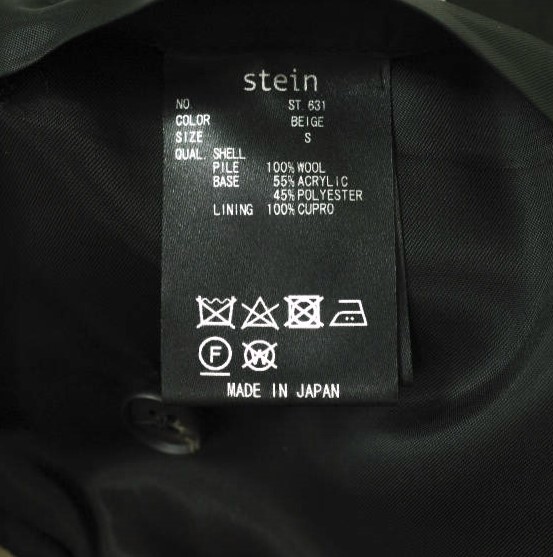 stein
NO. ST.631
COLOR BEIGE
SIZE S
QUAL. SHELL
PILE 100% WOOL
BASE 55% ACRYLIC
45% POLYESTER
LINING 100% CUPRO
F W
MADE IN JAPAN